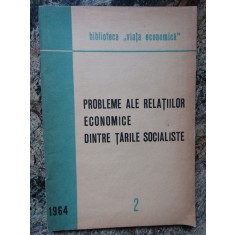 biblioteca „viața economică”
PROBLEME ALE RELAȚIILOR
ECONOMICE
DINTRE ȚĂRILE SOCIALISTE
1964
2